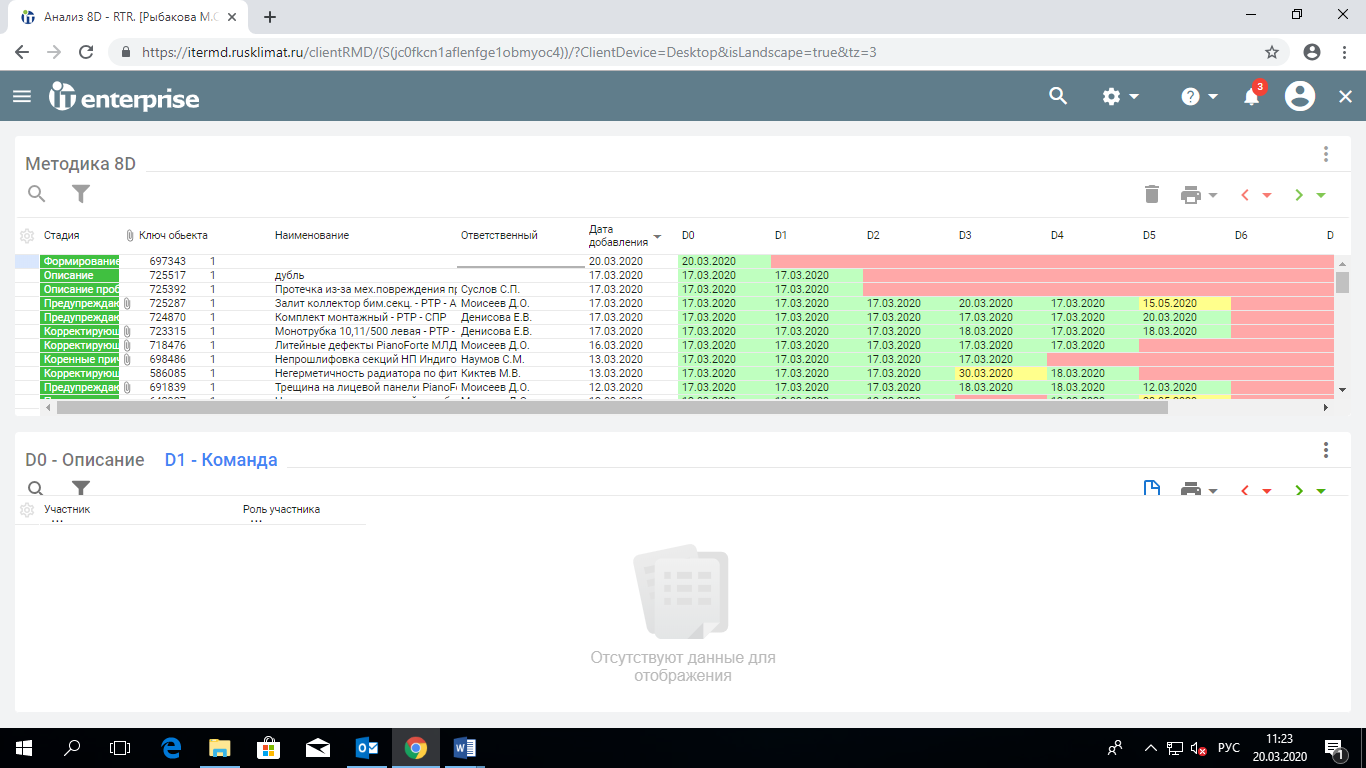 Анализ 8D - RTR. [Рыбакова М.С
https://itermd.rusklimat.ru/clientRMD/(S(jc0fkcn1aflenfge1obmyoc4))/?ClientDevice=Desktop&isLandscape=true&tz=3
IT enterprise
3
Методика 8D
Стадия Ключ объекта Наименование Ответственный Дата добавления D0 D1 D2 D3 D4 D5 D6 D
Формирование 697343 1 20.03.2020 20.03.2020
Описание 725517 1 дубль 17.03.2020 17.03.2020 17.03.2020
Описание проб 725392 1 Протечка из-за мех.повреждения пр Суслов С.П. 17.03.2020 17.03.2020 17.03.2020
Предупреждаю 725287 1 Залит коллектор бим.секц. - РТР - А Моисеев Д.О. 17.03.2020 17.03.2020 17.03.2020 17.03.2020 20.03.2020 17.03.2020 15.05.2020
Предупреждаю 724870 1 Комплект монтажный - РТР - СПР Денисова Е.В. 17.03.2020 17.03.2020 17.03.2020 17.03.2020 17.03.2020 17.03.2020 20.03.2020
Корректирующ 723315 1 Монотрубка 10,11/500 левая - РТР - Денисова Е.В. 17.03.2020 17.03.2020 17.03.2020 17.03.2020 18.03.2020 17.03.2020 18.03.2020
Корректирующ 718476 1 Литейные дефекты PianoForte МЛД Моисеев Д.О. 16.03.2020 17.03.2020 17.03.2020 17.03.2020 17.03.2020 17.03.2020
Коренные прич 698486 1 Непрошлифовка секций НП Индиго Наумов С.М. 13.03.2020 17.03.2020 17.03.2020 17.03.2020 17.03.2020
Корректирующ 586085 1 Негерметичность радиатора по фит Киктев М.В. 13.03.2020 17.03.2020 17.03.2020 17.03.2020 30.03.2020 18.03.2020
Предупреждаю 691839 1 Трещина на лицевой панели PianoFo Моисеев Д.О. 12.03.2020 17.03.2020 17.03.2020 17.03.2020 18.03.2020 18.03.2020 12.03.2020
D0 - Описание D1 - Команда
Участник Роль участника
... ...
Отсутствуют данные для
отображения
РУС
11:23
20.03.2020
1